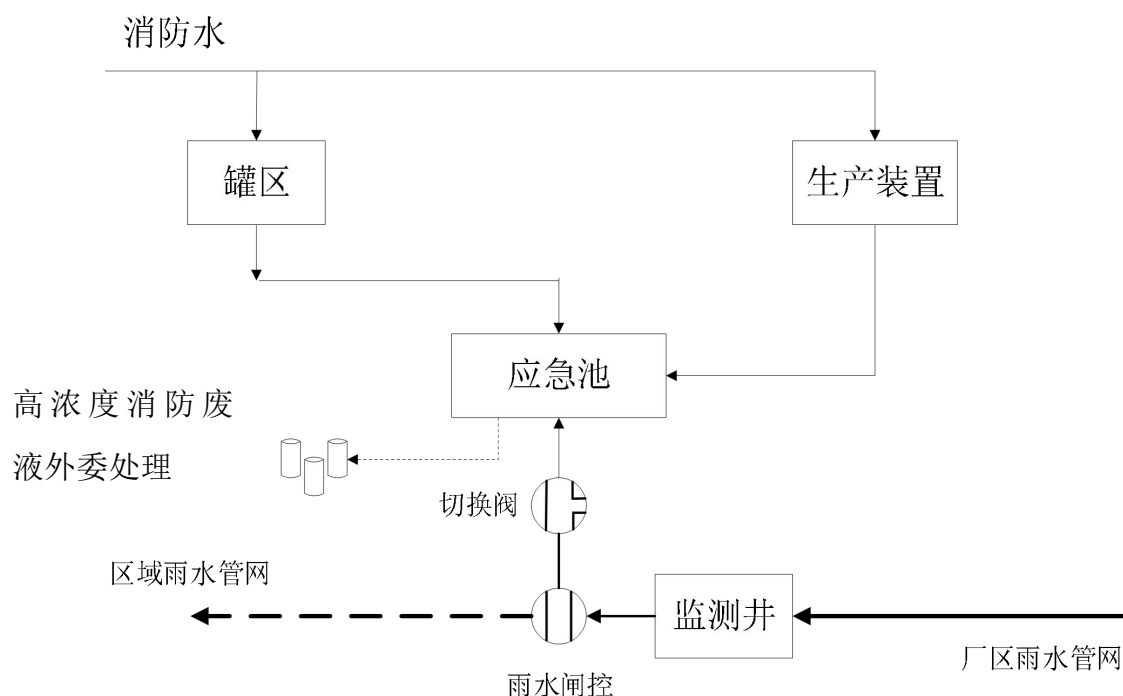 消防水
罐区
生产装置
应急池
高浓度消防废
液外委处理
切换阀
区域雨水管网
监测井
厂区雨水管网
雨水闸控